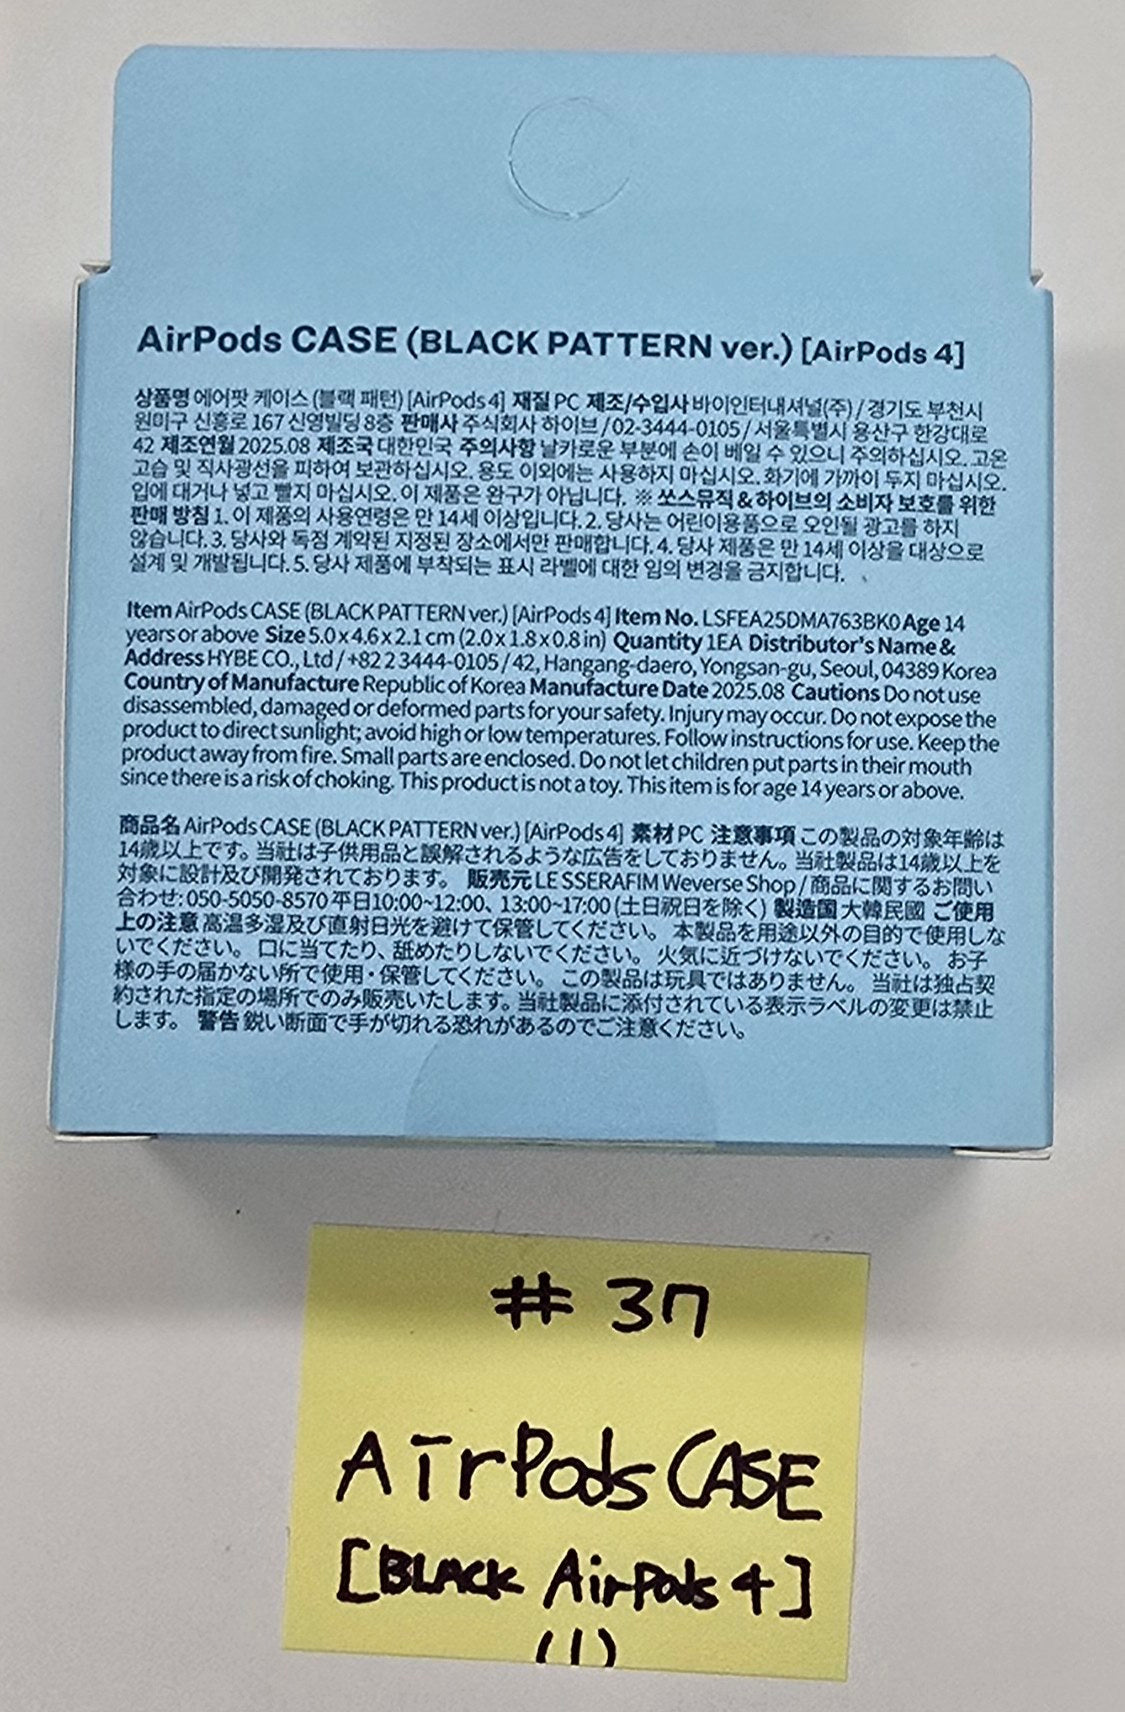 AirPods CASE (BLACK PATTERN ver.) [AirPods 4]
상품명 에어팟 케이스 (블랙 패턴) [AirPods 4] 재질 PC 제조/수입사 바이인터내셔널(주) / 경기도 부천시
원미구 신흥로 167 신영빌딩 8층 판매사 주식회사 하이브 / 02-3444-0105 / 서울특별시 용산구 한강대로
42 제조연월 2025.08 제조국 대한민국 주의사항 날카로운 부분에 손이 베일 수 있으니 주의하십시오. 고온
고습 및 직사광선을 피하여 보관하십시오. 용도 이외에는 사용하지 마십시오. 화기에 가까이 두지 마십시오.
입에 대거나 넣고 빨지 마십시오. 이 제품은 완구가 아닙니다. ※ 쏘스뮤직 & 하이브의 소비자 보호를 위한
판매 방침 1. 이 제품의 사용연령은 만 14세 이상입니다. 2. 당사는 어린이용품으로 오인될 광고를 하지
않습니다. 3. 당사와 독점 계약된 지정된 장소에서만 판매합니다. 4. 당사 제품은 만 14세 이상을 대상으로
설계 및 개발됩니다. 5. 당사 제품에 부착되는 표시 라벨에 대한 임의 변경을 금지합니다.
Item AirPods CASE (BLACK PATTERN ver.) [AirPods 4] Item No. LSFEA25DMA763BK0 Age 14
years or above Size 5.0 x 4.6 x 2.1 cm (2.0 x 1.8 x 0.8 in) Quantity 1EA Distributor's Name &
Address HYBE CO., Ltd / +82 2 3444-0105 / 42, Hangang-daero, Yongsan-gu, Seoul, 04389 Korea
Country of Manufacture Republic of Korea Manufacture Date 2025.08 Cautions Do not use
disassembled, damaged or deformed parts for your safety. Injury may occur. Do not expose the
product to direct sunlight; avoid high or low temperatures. Follow instructions for use. Keep the
product away from fire. Small parts are enclosed. Do not let children put parts in their mouth
since there is a risk of choking. This product is not a toy. This item is for age 14 years or above.
商品名 AirPods CASE (BLACK PATTERN ver.) [AirPods 4] 素材 PC 注意事項 この製品の対象年齢は
14歳以上です。当社は子供用品と誤解されるような広告をしておりません。当社製品は14歳以上を
対象に設計及び開発されております。 販売元 LE SSERAFIM Weverse Shop / 商品に関するお問い
合わせ: 050-5050-8570 平日10:00~12:00、13:00~17:00 (土日祝日を除く) 製造国 大韓民國 ご使用
上の注意 高温多湿及び直射日光を避けて保管してください。 本製品を用途以外の目的で使用しな
いでください。 口に当てたり、舐めたりしないでください。 火気に近づけないでください。 お子
様の手の届かない所で使用・保管してください。 この製品は玩具ではありません。 当社は独占契
約された指定の場所でのみ販売いたします。当社製品に添付されている表示ラベルの変更は禁止
します。 警告 鋭い断面で手が切れる恐れがあるのでご注意ください。
# 37
AirPods CASE
[BLACK AirPods 4]
(1)